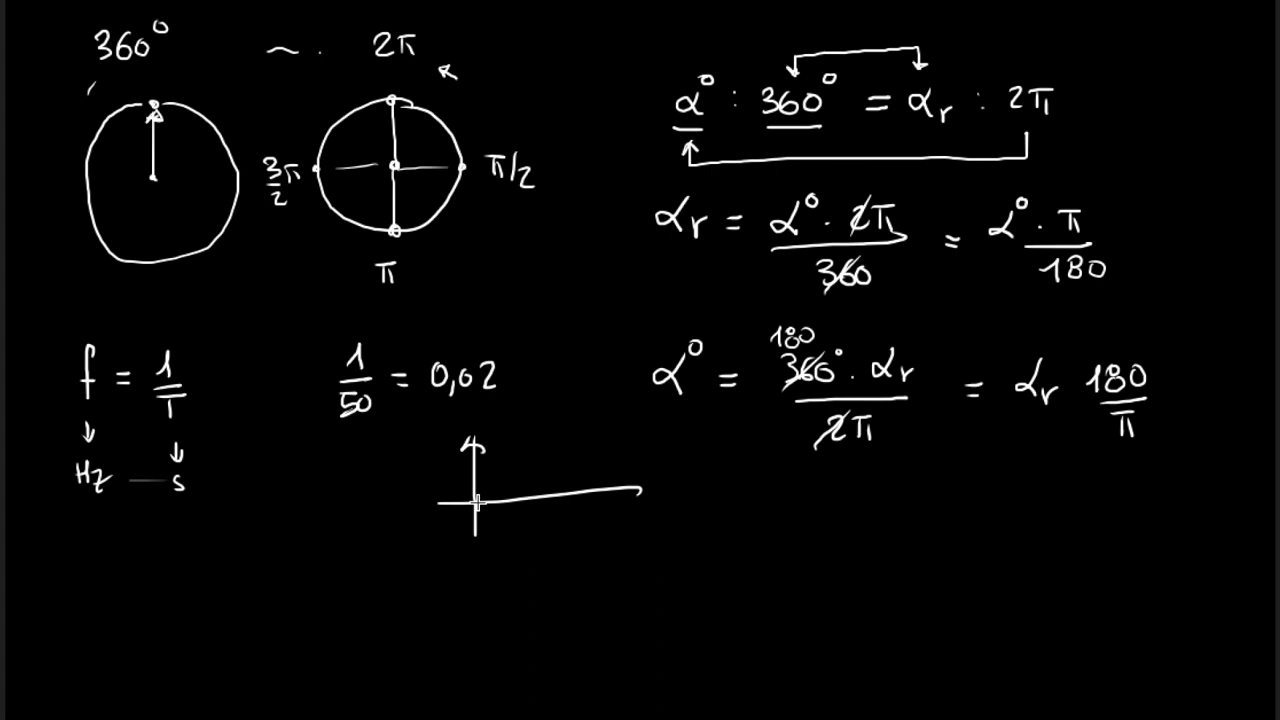 360° ~ . 2π
α° : 360° = αr : 2π
3/2 π π/2
π
αr = α° · 2π / 360 = α° · π / 180
f = 1/T 1/50 = 0,02
180
α° = 360° · αr / 2π = αr 180/π
Hz — s